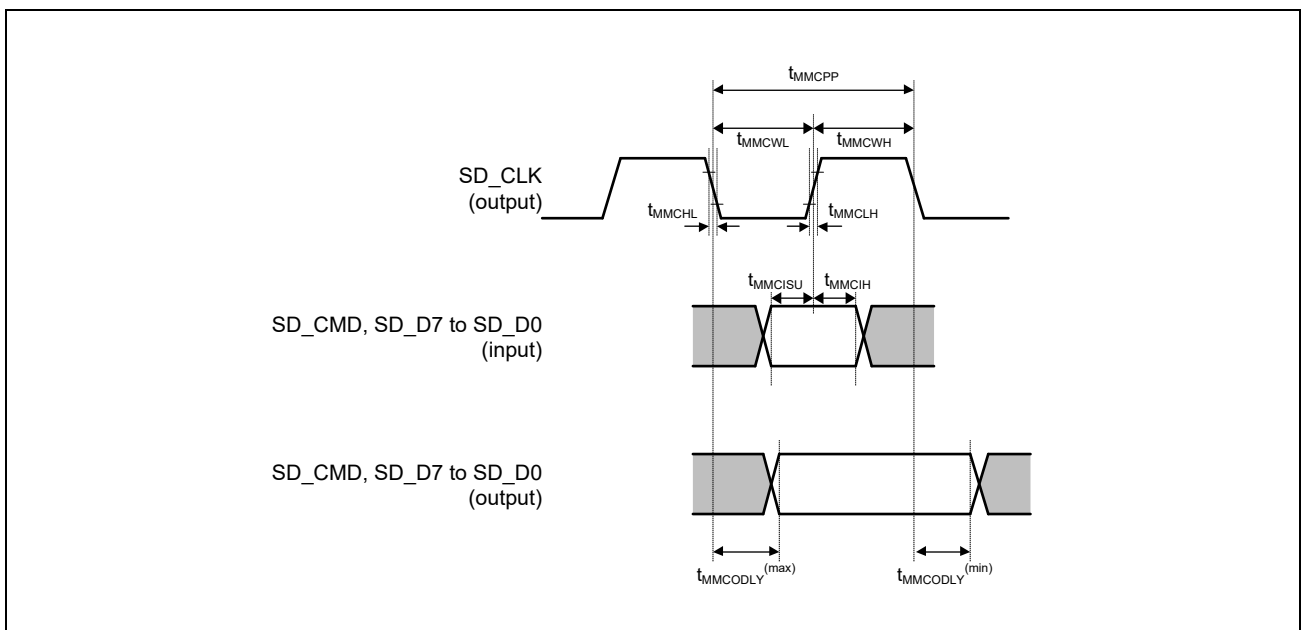 tMMCPP
tMMCWL
tMMCWH
SD_CLK
(output)
tMMCHL
tMMCLH
tMMCISU
tMMCIH
SD_CMD, SD_D7 to SD_D0
(input)
SD_CMD, SD_D7 to SD_D0
(output)
tMMCODLY(max)
tMMCODLY(min)